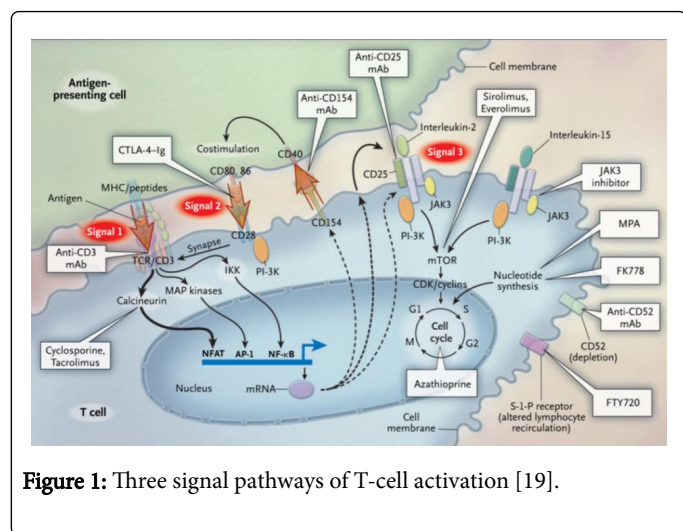 Antigen-
presenting cell
Anti-CD25
mAb
Cell membrane
Anti-CD154
mAb
Sirolimus,
Everolimus
Costimulation
CTLA-4–Ig
CD40
Interleukin-2
Interleukin-15
CD80, 86
Signal 3
MHC/peptides
CD25
JAK3
inhibitor
Antigen
Signal 2
JAK3
JAK3
Signal 1
CD28
CD154
PI-3K
PI-3K
MPA
Anti-CD3
mAb
Synapse
TCR/CD3
PI-3K
mTOR
IKK
MAP kinases
Nucleotide
synthesis
FK778
Calcineurin
CDK/cyclins
G1
S
Anti-CD52
mAb
Cell
cycle
Cyclosporine,
Tacrolimus
NFAT
AP-1
NF-κB
M
G2
CD52
(depletion)
Nucleus
mRNA
Azathioprine
T cell
Cell
membrane
S-1-P receptor
(altered lymphocyte
recirculation)
FTY720
Figure 1: Three signal pathways of T-cell activation [19].